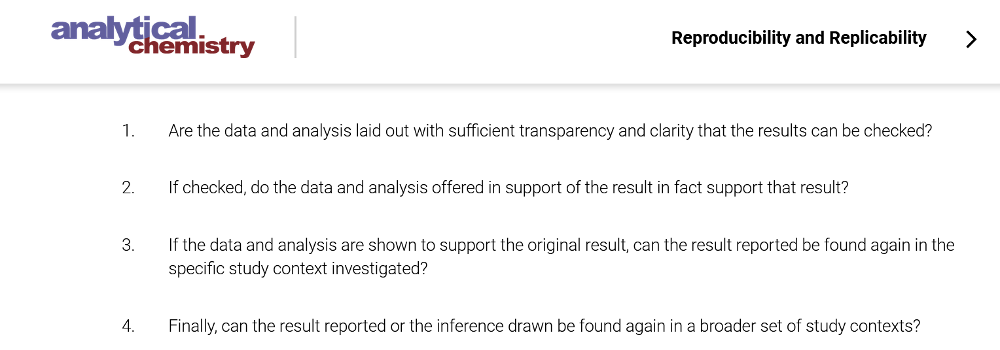 analytical
chemistry
Reproducibility and Replicability
1. Are the data and analysis laid out with sufficient transparency and clarity that the results can be checked?
2. If checked, do the data and analysis offered in support of the result in fact support that result?
3. If the data and analysis are shown to support the original result, can the result reported be found again in the
specific study context investigated?
4. Finally, can the result reported or the inference drawn be found again in a broader set of study contexts?